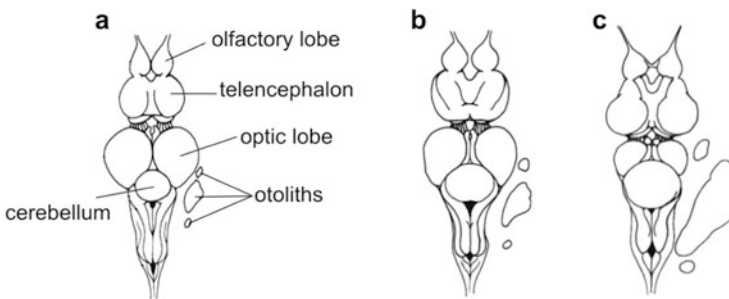 a
b
c
olfactory lobe
telencephalon
optic lobe
otoliths
cerebellum